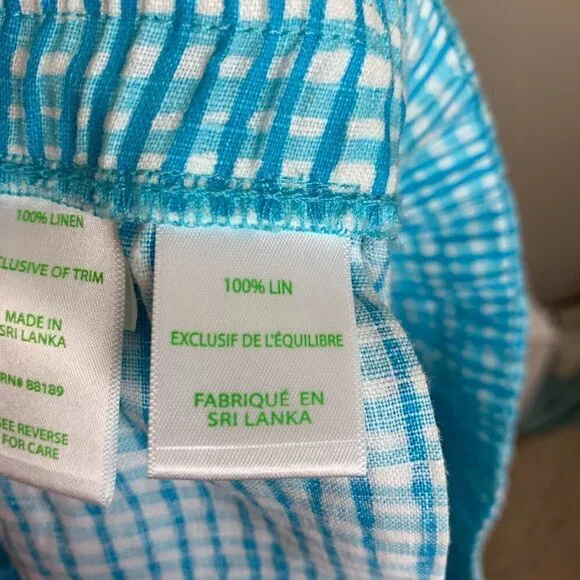 100% LINEN
CLUSIVE OF TRIM
MADE IN
SRI LANKA
RN# 88189
SEE REVERSE
FOR CARE
100% LIN
EXCLUSIF DE L'ÉQUILIBRE
FABRIQUÉ EN
SRI LANKA